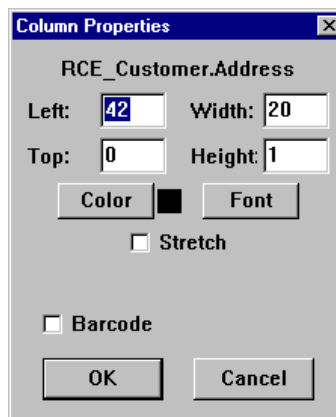 Column Properties
RCE_Customer.Address
Left: 42 Width: 20
Top: 0 Height: 1
Color Font
Stretch
Barcode
OK Cancel